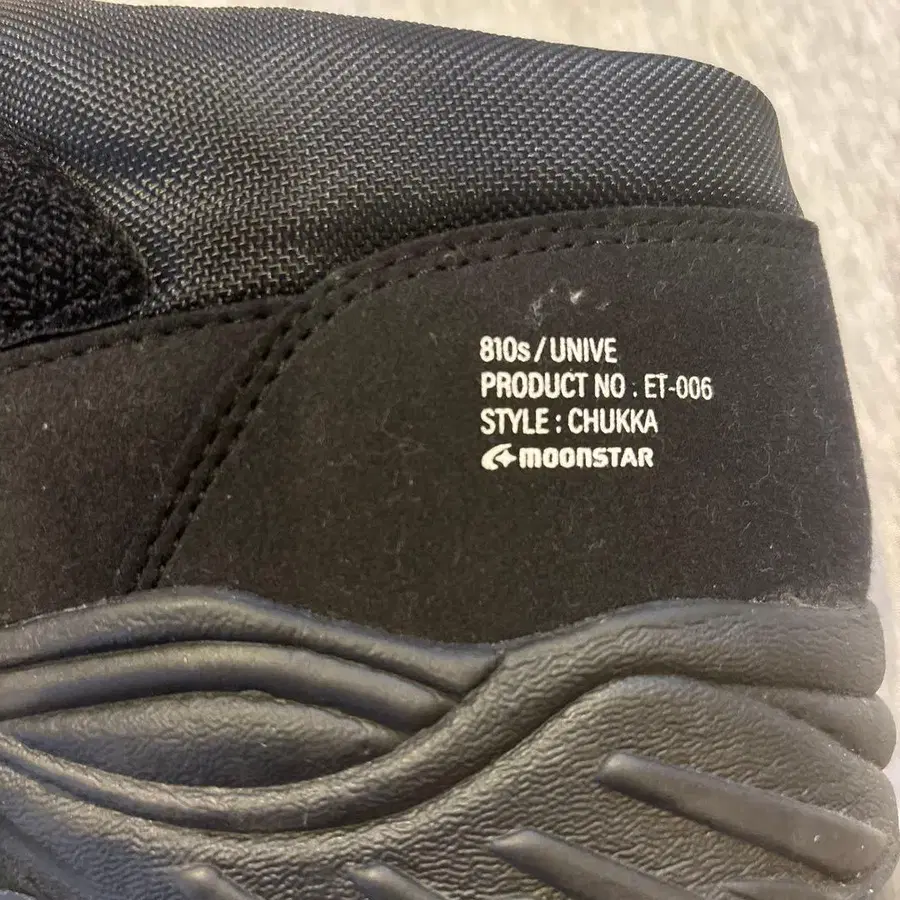 810s / UNIVE
PRODUCT NO . ET-006
STYLE : CHUKKA
MOONSTAR